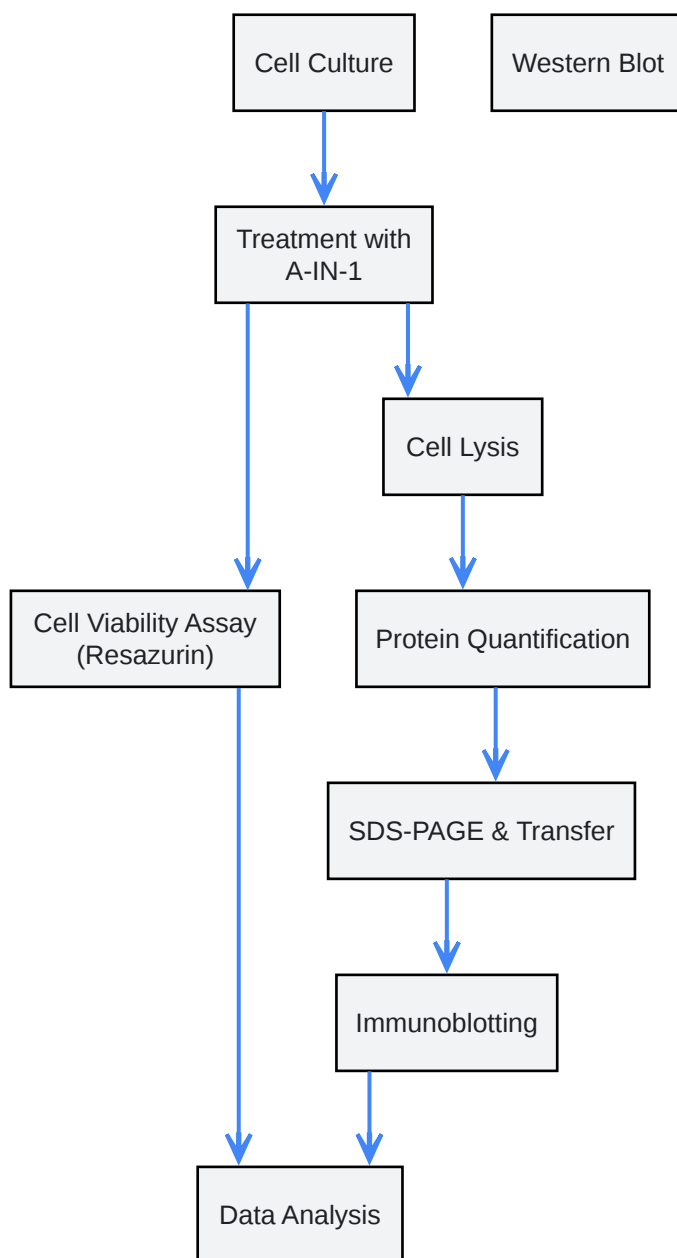 Cell Culture
Western Blot
Treatment with
A-IN-1
Cell Lysis
Cell Viability Assay
(Resazurin)
Protein Quantification
SDS-PAGE & Transfer
Immunoblotting
Data Analysis